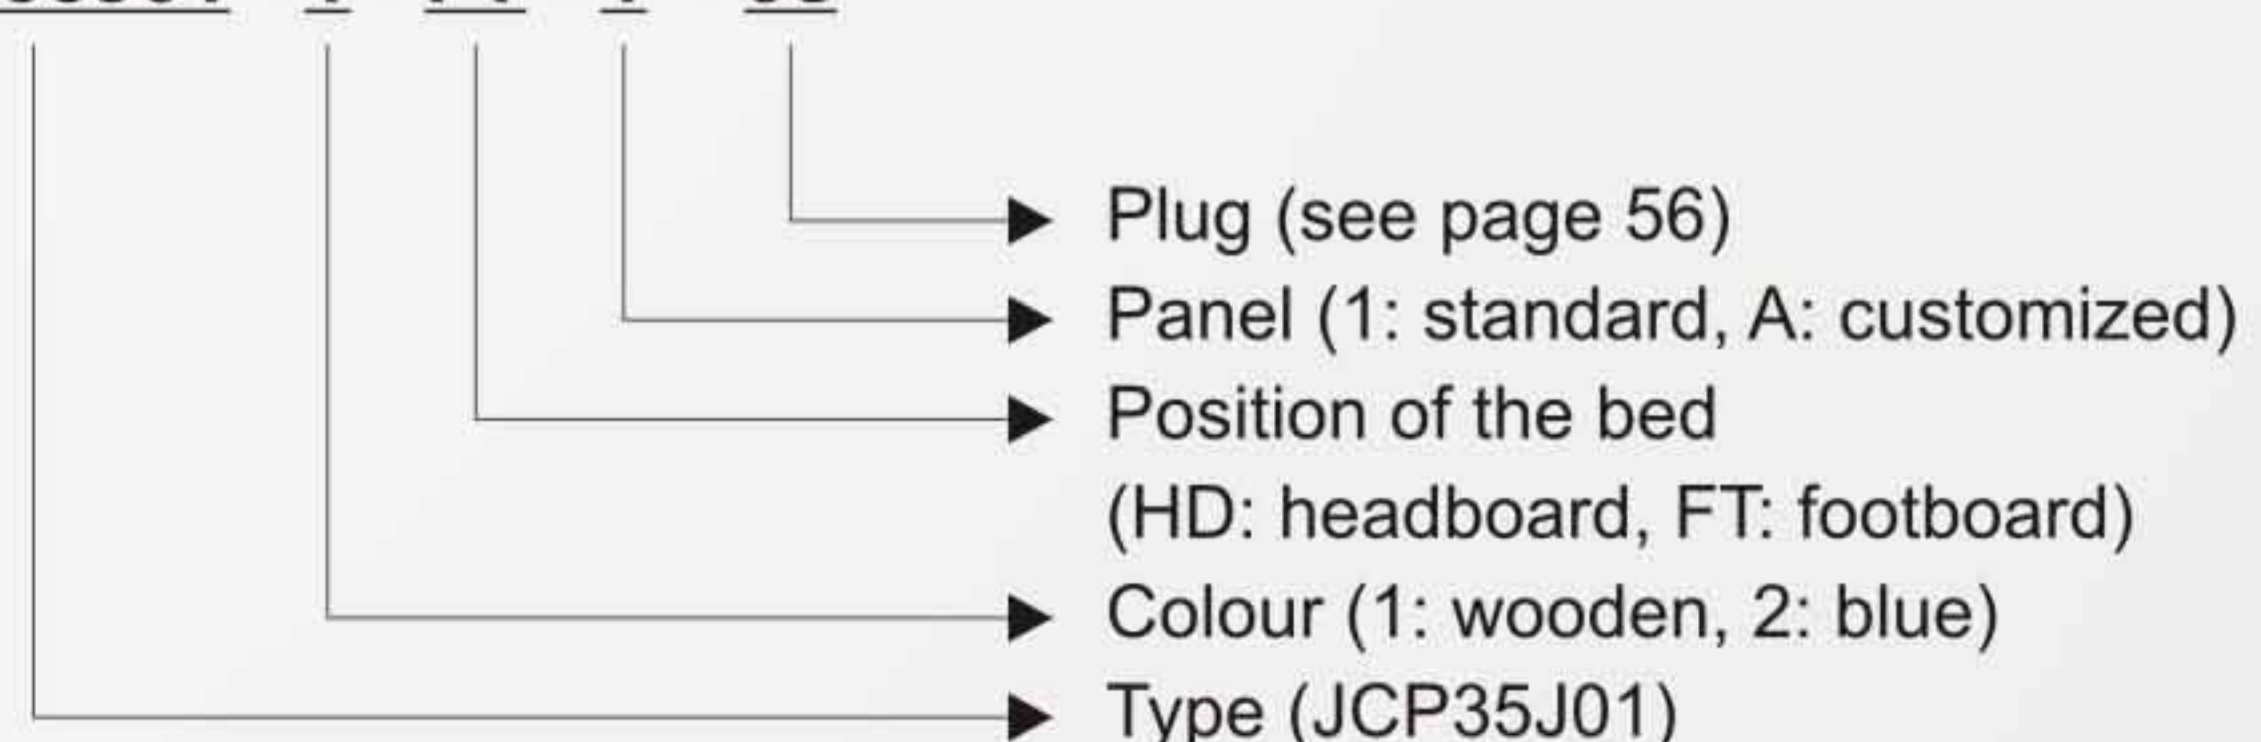 Plug (see page 56)
Panel (1: standard, A: customized)
Position of the bed
(HD: headboard, FT: footboard)
Colour (1: wooden, 2: blue)
Type (JCP35J01)